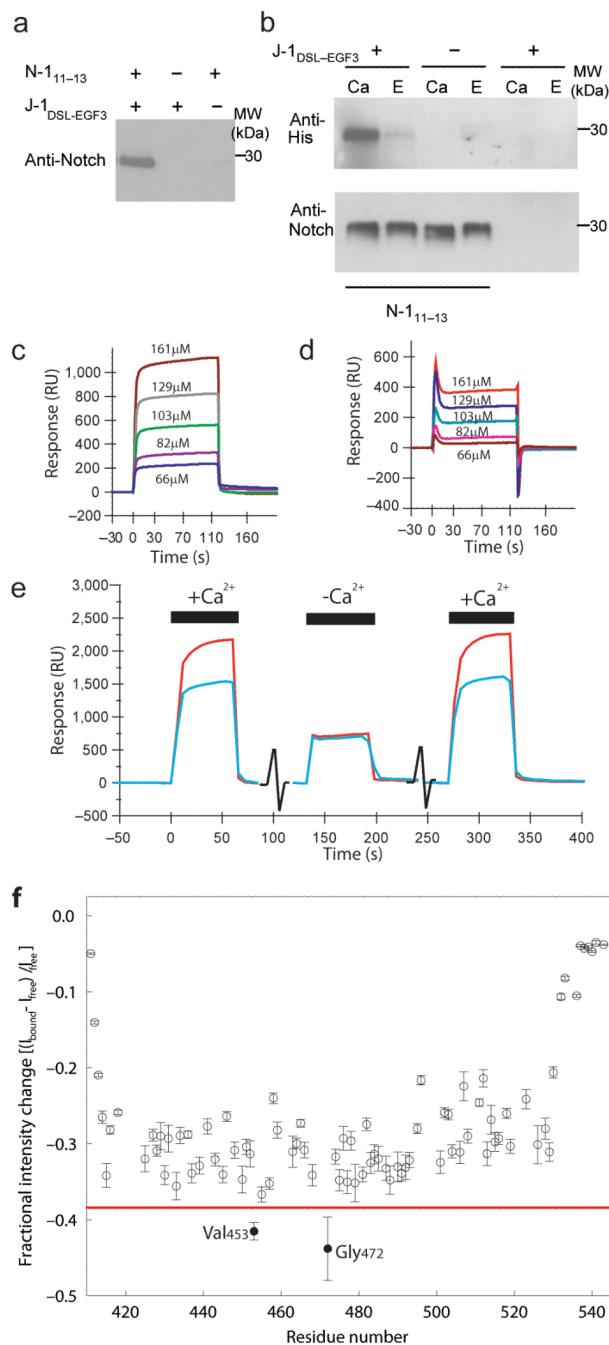 a
N-1₁₁₋₁₃ + − +
J-1DSL-EGF3 + + −
MW (kDa)
Anti-Notch
30
b
J-1DSL–EGF3 + − +
Ca E Ca E Ca E
MW (kDa)
Anti-His
30
Anti-Notch
30
N-1₁₁₋₁₃
c
Response (RU)
1,000
800
600
400
200
0
−200
161µM
129µM
103µM
82µM
66µM
−30 0 30 70 110 160
Time (s)
d
Response (RU)
600
400
200
0
−200
−400
161µM
129µM
103µM
82µM
66µM
−30 0 30 70 110 160
Time (s)
e
+Ca²⁺ -Ca²⁺ +Ca²⁺
Response (RU)
3,000
2,500
2,000
1,500
1,000
500
0
−500
−50 0 50 100 150 200 250 300 350 400
Time (s)
f
Fractional intensity change [(Ibound- Ifree) /Ifree]
0.0
−0.1
−0.2
−0.3
−0.4
−0.5
Val453
Gly472
420 440 460 480 500 520 540
Residue number